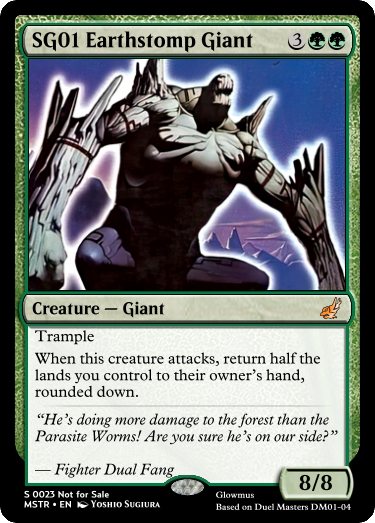 SG01 Earthstomp Giant 3
Creature — Giant
Trample
When this creature attacks, return half the
lands you control to their owner's hand,
rounded down.
“He's doing more damage to the forest than the
Parasite Worms! Are you sure he's on our side?”
— Fighter Dual Fang
8/8
S 0023 Not for Sale
MSTR • EN Yoshio Sugiura
Glowmus
Based on Duel Masters DM01-04